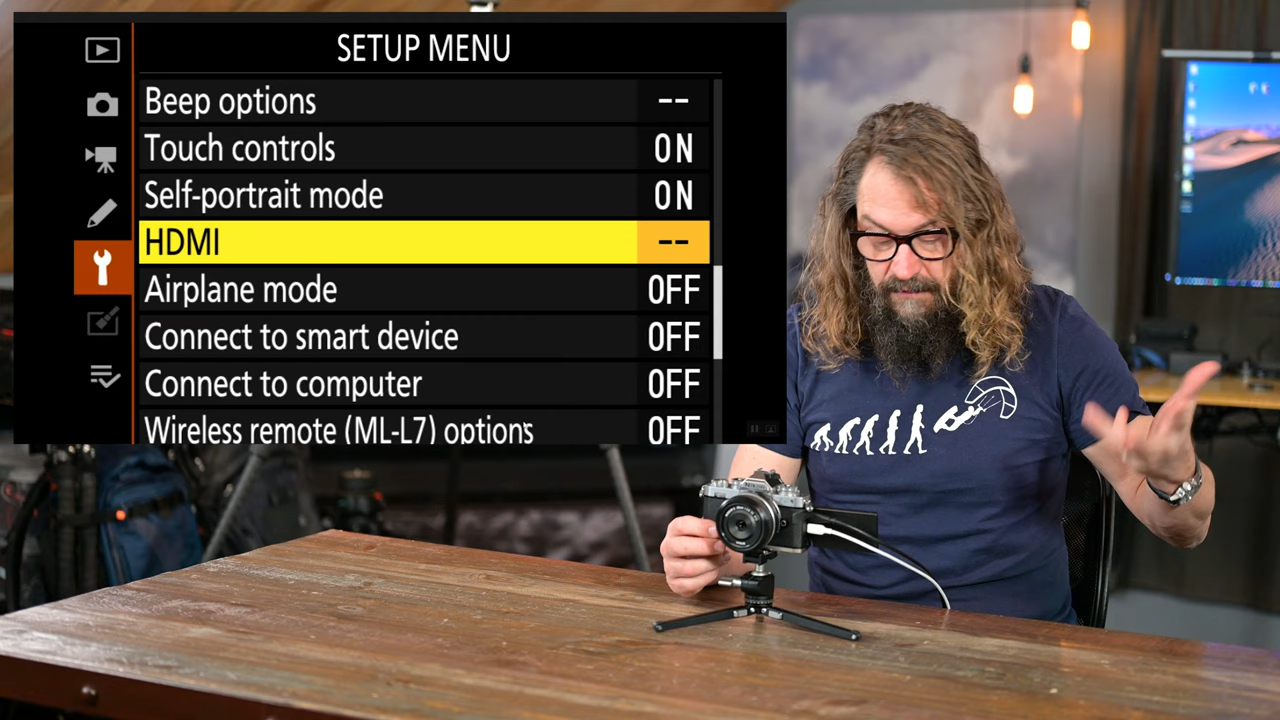 SETUP MENU
Beep options --
Touch controls ON
Self-portrait mode ON
HDMI --
Airplane mode OFF
Connect to smart device OFF
Connect to computer OFF
Wireless remote (ML-L7) options OFF
Nikon